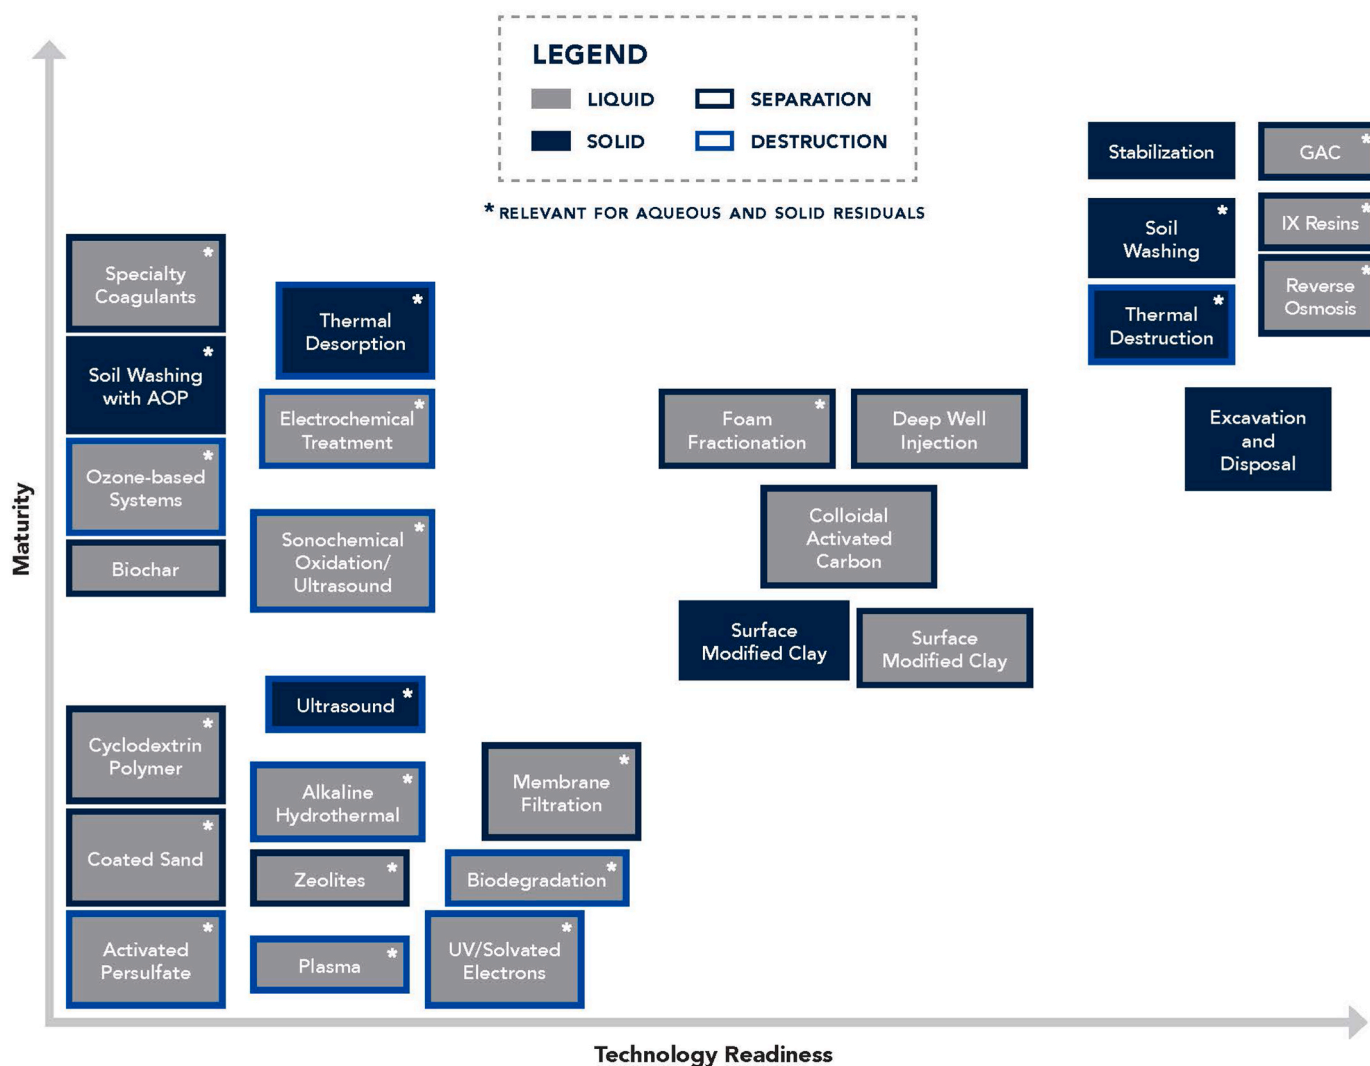 LEGEND
LIQUID
SEPARATION
SOLID
DESTRUCTION
* RELEVANT FOR AQUEOUS AND SOLID RESIDUALS
Maturity
Specialty
Coagulants
*
Soil Washing
with AOP
*
Ozone-based
Systems
*
Biochar
Thermal
Desorption
*
Electrochemical
Treatment
*
Sonochemical
Oxidation/
Ultrasound
*
Stabilization
GAC
*
Soil
Washing
*
IX Resins
*
Thermal
Destruction
*
Reverse
Osmosis
*
Excavation
and
Disposal
Foam
Fractionation
*
Deep Well
Injection
Colloidal
Activated
Carbon
Surface
Modified Clay
Surface
Modified Clay
Ultrasound
*
Cyclodextrin
Polymer
*
Alkaline
Hydrothermal
*
Membrane
Filtration
*
Coated Sand
*
Zeolites
*
Biodegradation
*
Activated
Persulfate
*
Plasma
*
UV/Solvated
Electrons
*
Technology Readiness